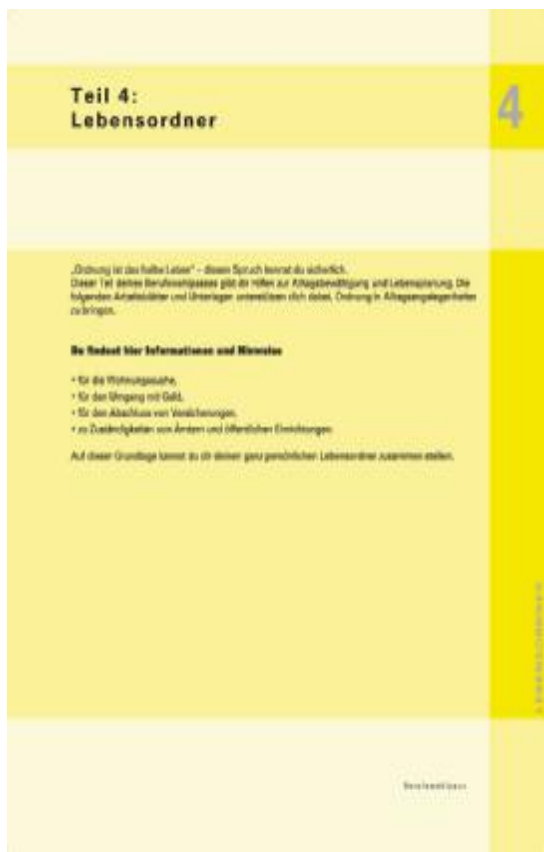 Teil 4:
Lebensordner
4
„Ordnung ist das halbe Leben“ – diesen Spruch kennst du sicherlich.
Dieser Teil deines Berufswahlpasses gibt dir Hilfen zur Alltagsbewältigung und Lebensplanung. Die
folgenden Arbeitsblätter und Unterlagen unterstützen dich dabei, Ordnung in Alltagsangelegenheiten
zu bringen.
Du findest hier Informationen und Hinweise
• für die Wohnungssuche,
• für den Umgang mit Geld,
• für den Abschluss von Versicherungen,
• zu Zuständigkeiten von Ämtern und öffentlichen Einrichtungen.
Auf dieser Grundlage kannst du dir deinen ganz persönlichen Lebensordner zusammen stellen.
LEBENSORDNER
Berufswahlpass